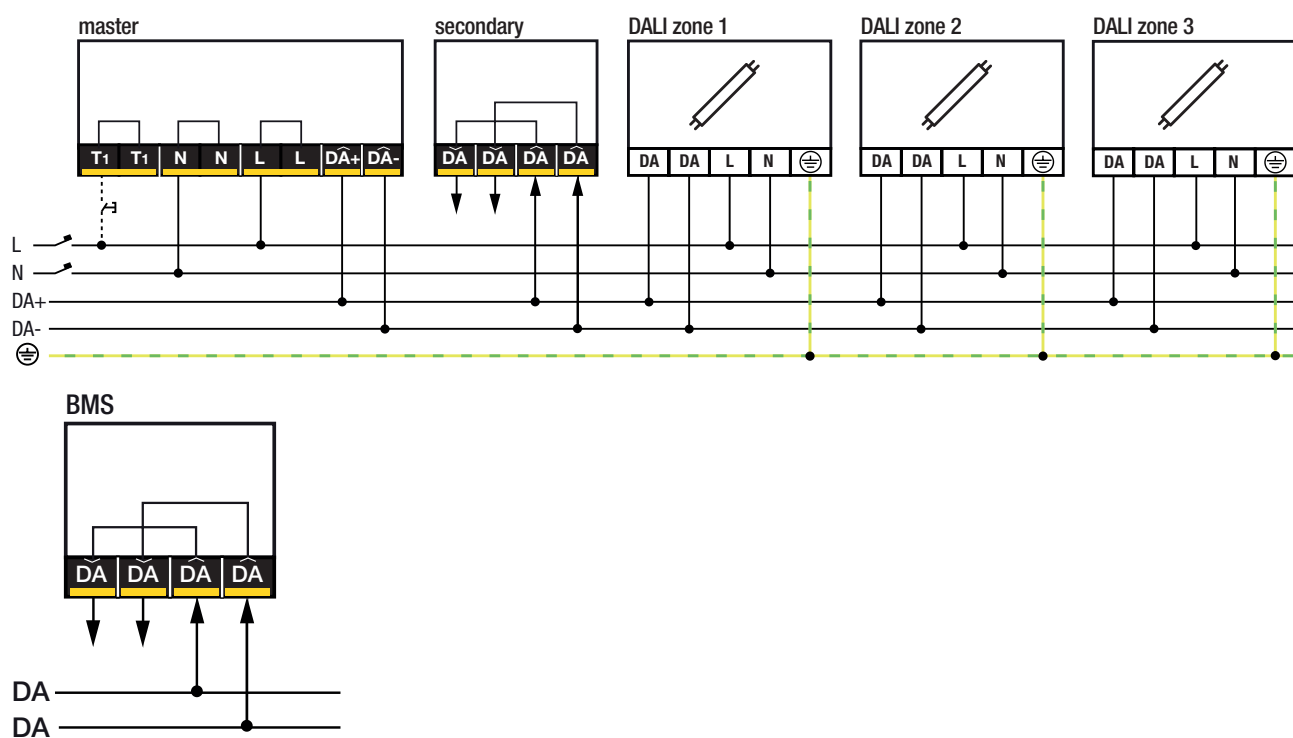 master secondary DALI zone 1 DALI zone 2 DALI zone 3
T1 T1 N N L L DA+ DA- DA DA DA DA DA DA L N DA DA L N DA DA L N
L
N
DA+
DA-
BMS
DA DA DA DA
DA
DA